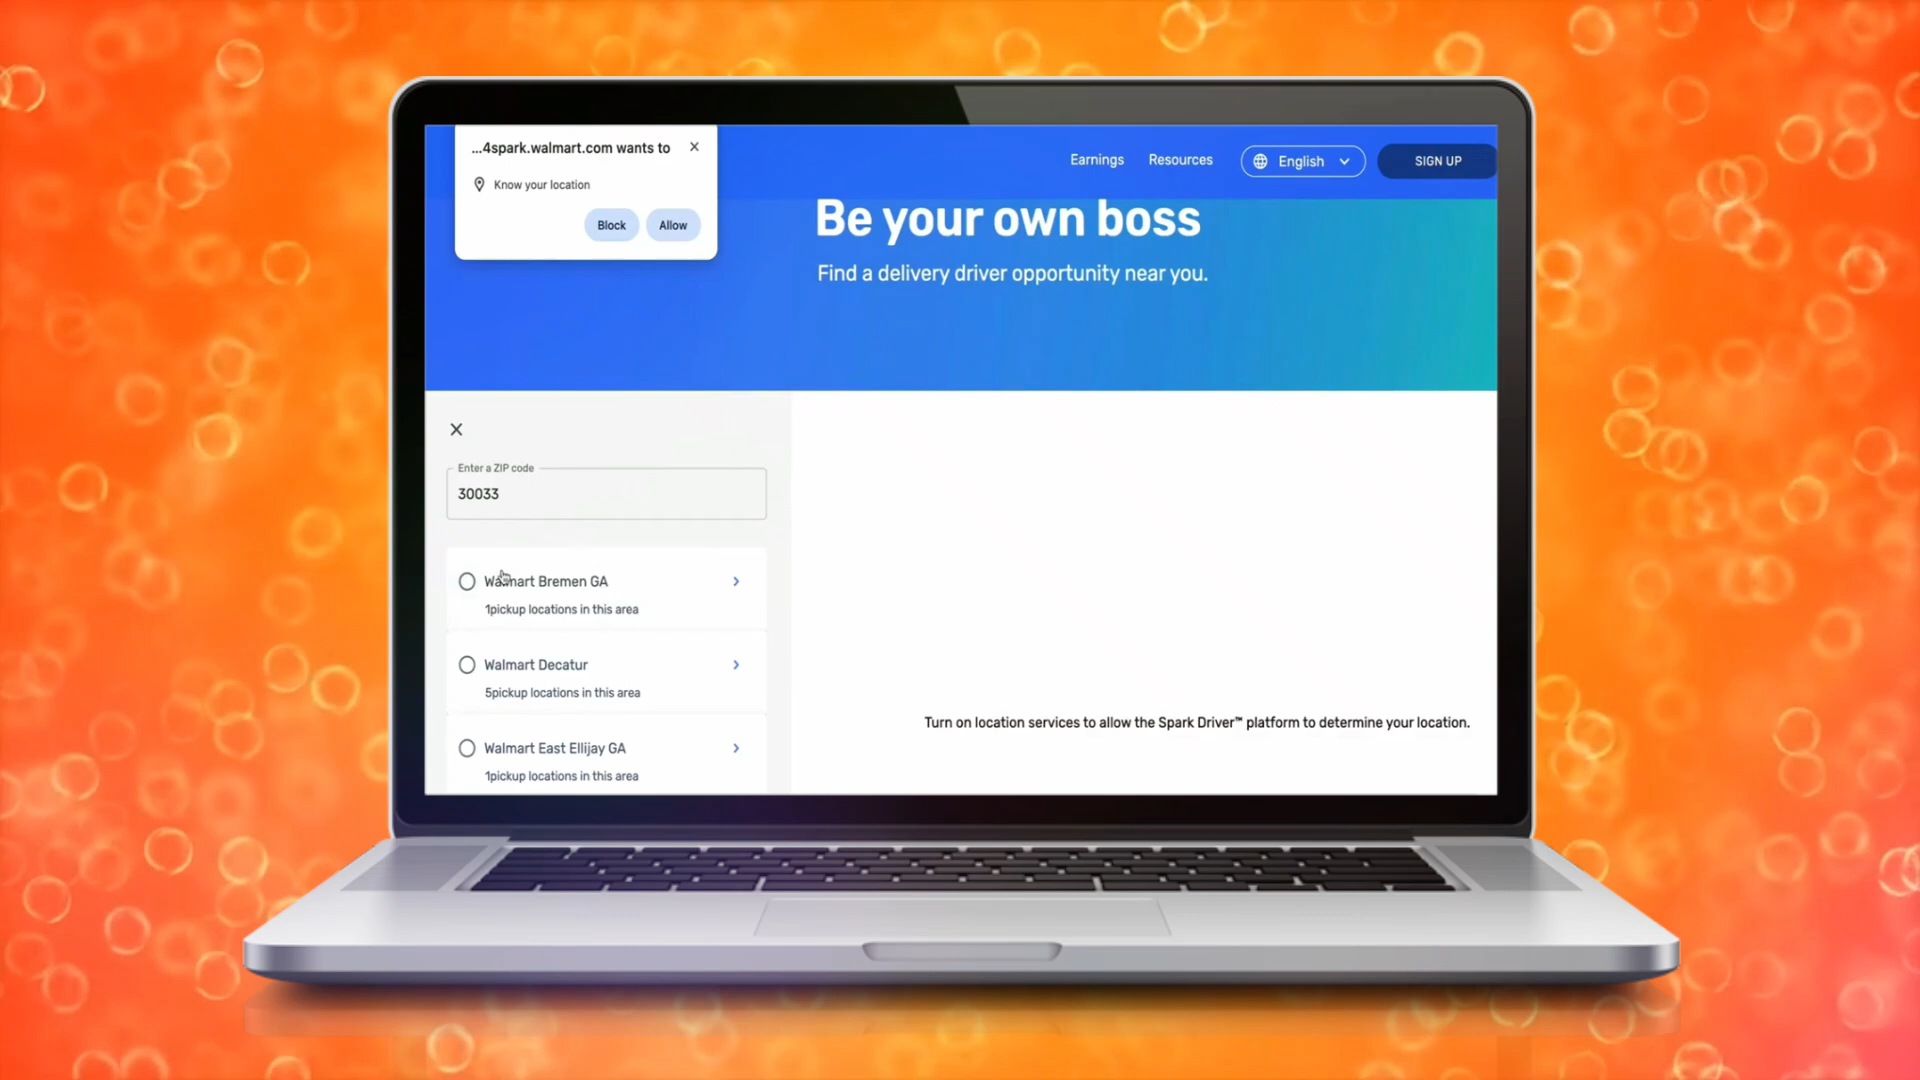 ...4spark.walmart.com wants to
Know your location
Block
Allow
Earnings
Resources
English
SIGN UP
Be your own boss
Find a delivery driver opportunity near you.
Enter a ZIP code
30033
Walmart Bremen GA
1pickup locations in this area
Walmart Decatur
5pickup locations in this area
Walmart East Ellijay GA
1pickup locations in this area
Turn on location services to allow the Spark Driver™ platform to determine your location.